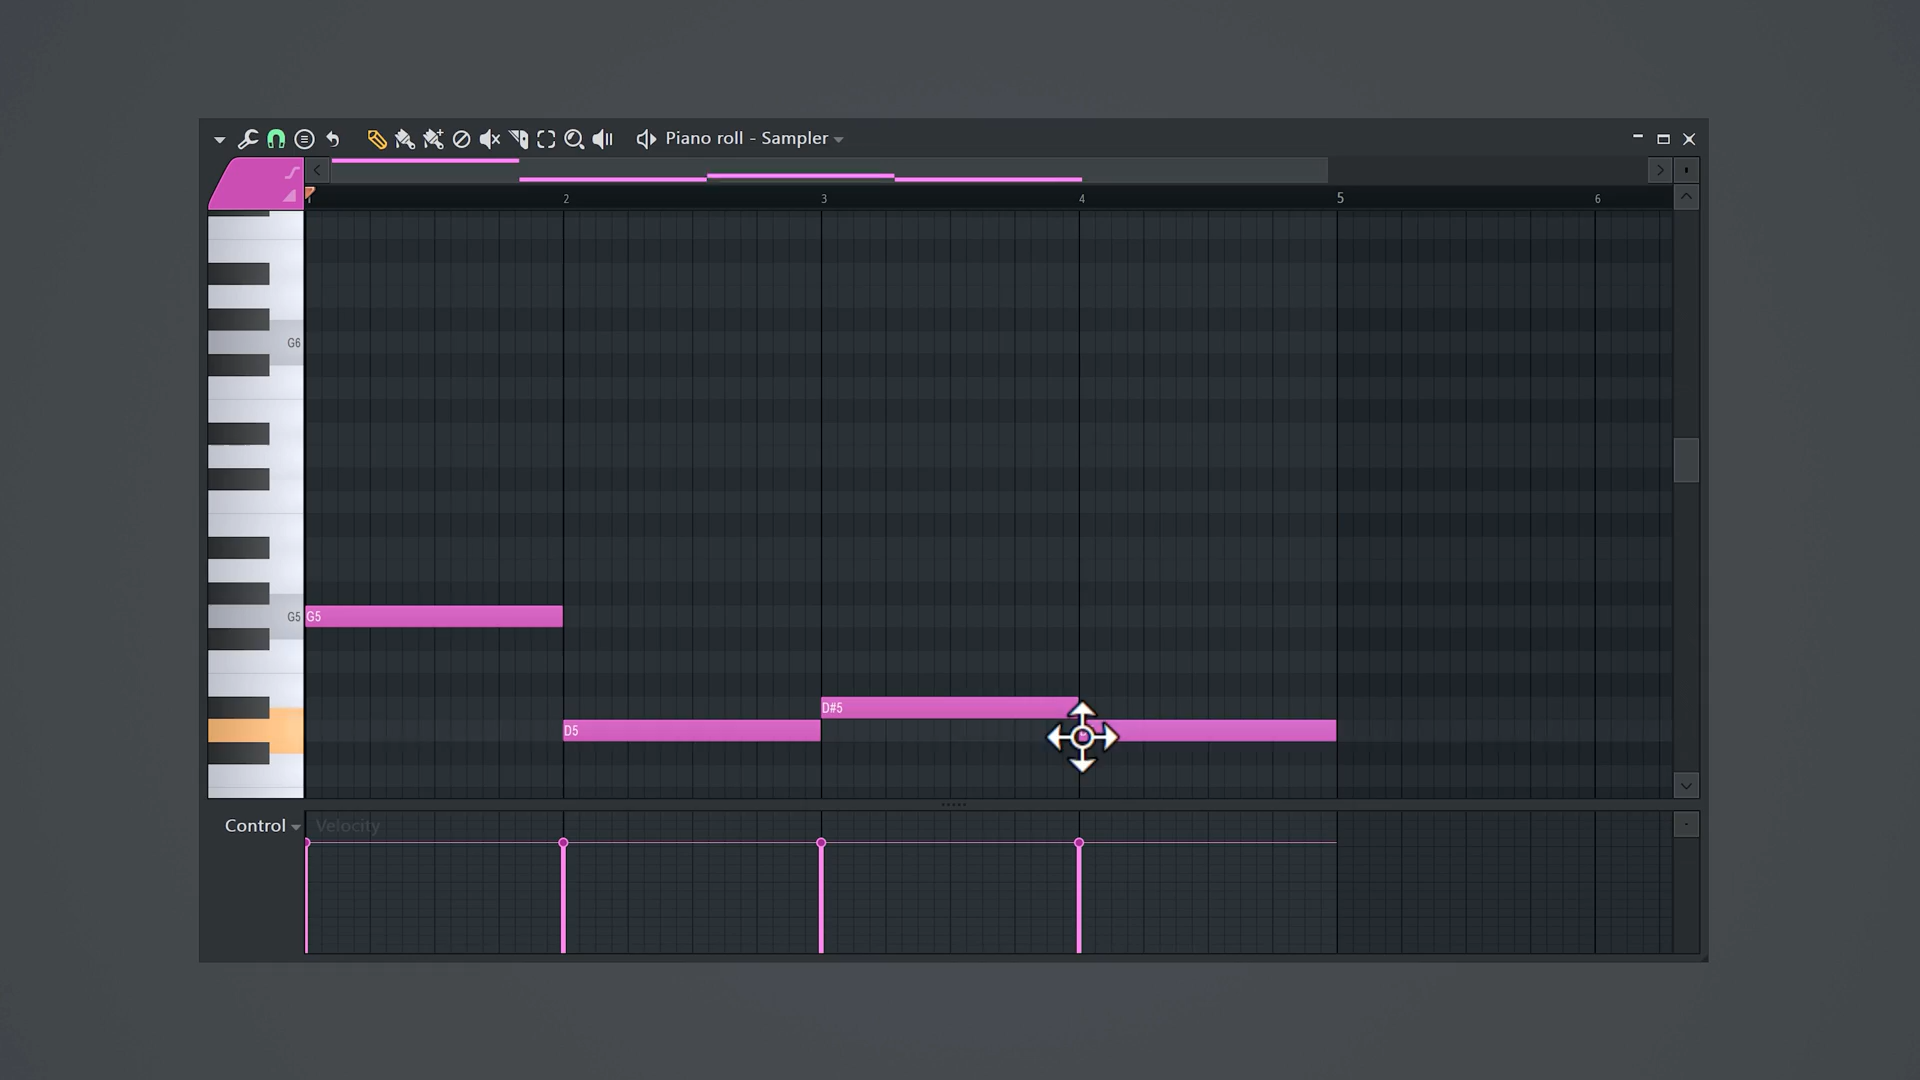 Piano roll - Sampler
2 3 4 5 6
G6
G5 G5
D#5
D5
Control Velocity